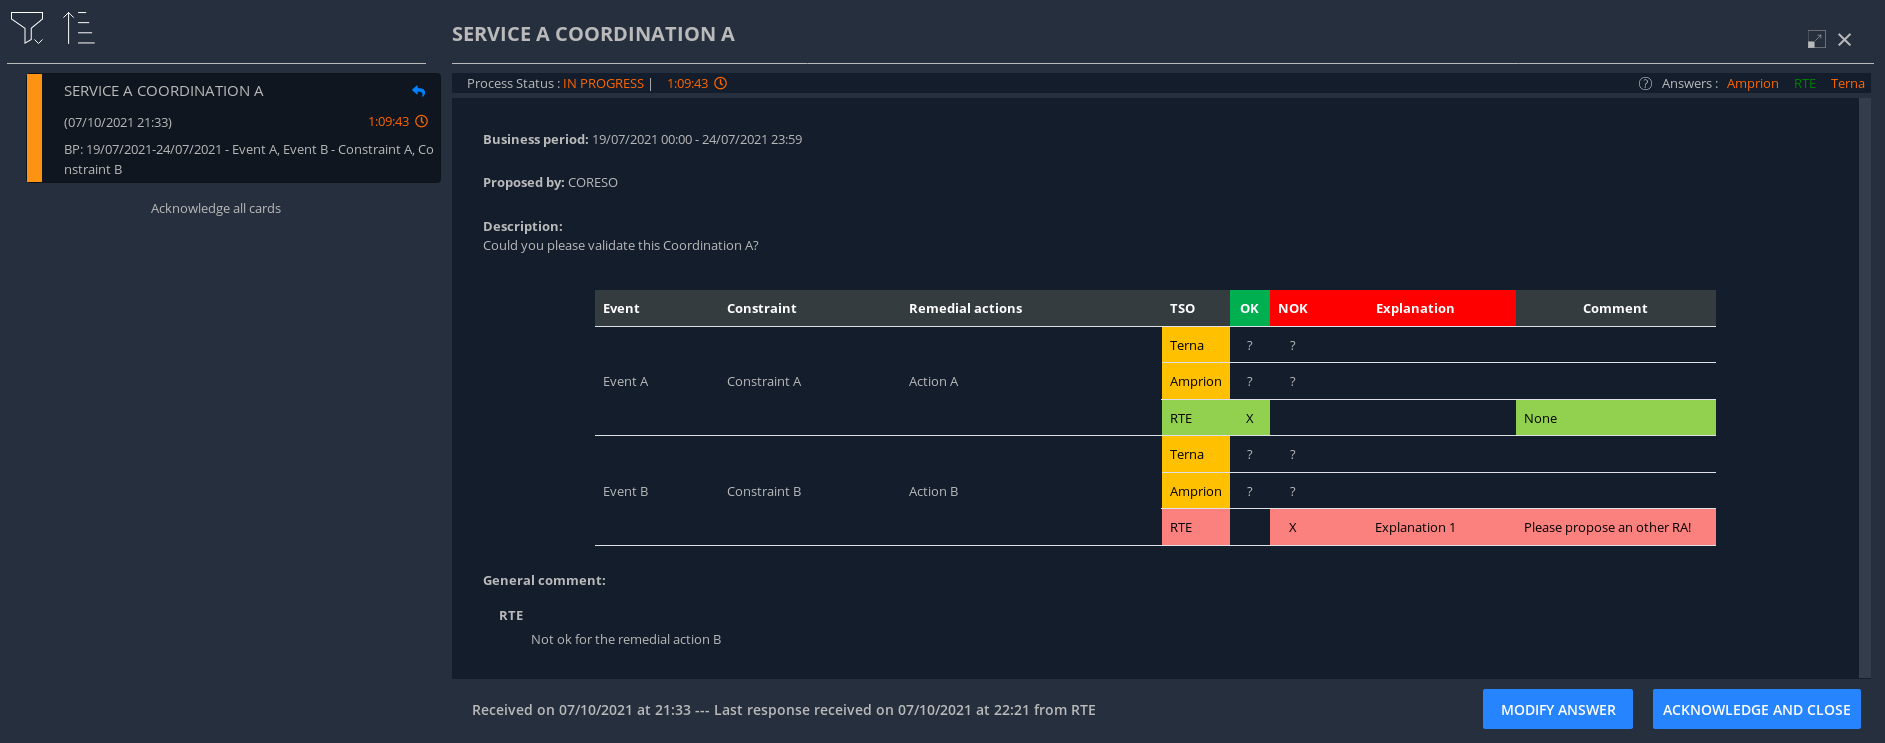 SERVICE A COORDINATION A
(07/10/2021 21:33) 1:09:43
BP: 19/07/2021-24/07/2021 - Event A, Event B - Constraint A, Co
nstraint B
Acknowledge all cards
SERVICE A COORDINATION A
Process Status : IN PROGRESS | 1:09:43 ? Answers : Amprion RTE Terna
Business period: 19/07/2021 00:00 - 24/07/2021 23:59
Proposed by: CORESO
Description:
Could you please validate this Coordination A?
Event Constraint Remedial actions TSO OK NOK Explanation Comment
Terna ? ?
Event A Constraint A Action A Amprion ? ?
RTE X None
Terna ? ?
Event B Constraint B Action B Amprion ? ?
RTE X Explanation 1 Please propose an other RA!
General comment:
RTE
Not ok for the remedial action B
Received on 07/10/2021 at 21:33 --- Last response received on 07/10/2021 at 22:21 from RTE MODIFY ANSWER ACKNOWLEDGE AND CLOSE